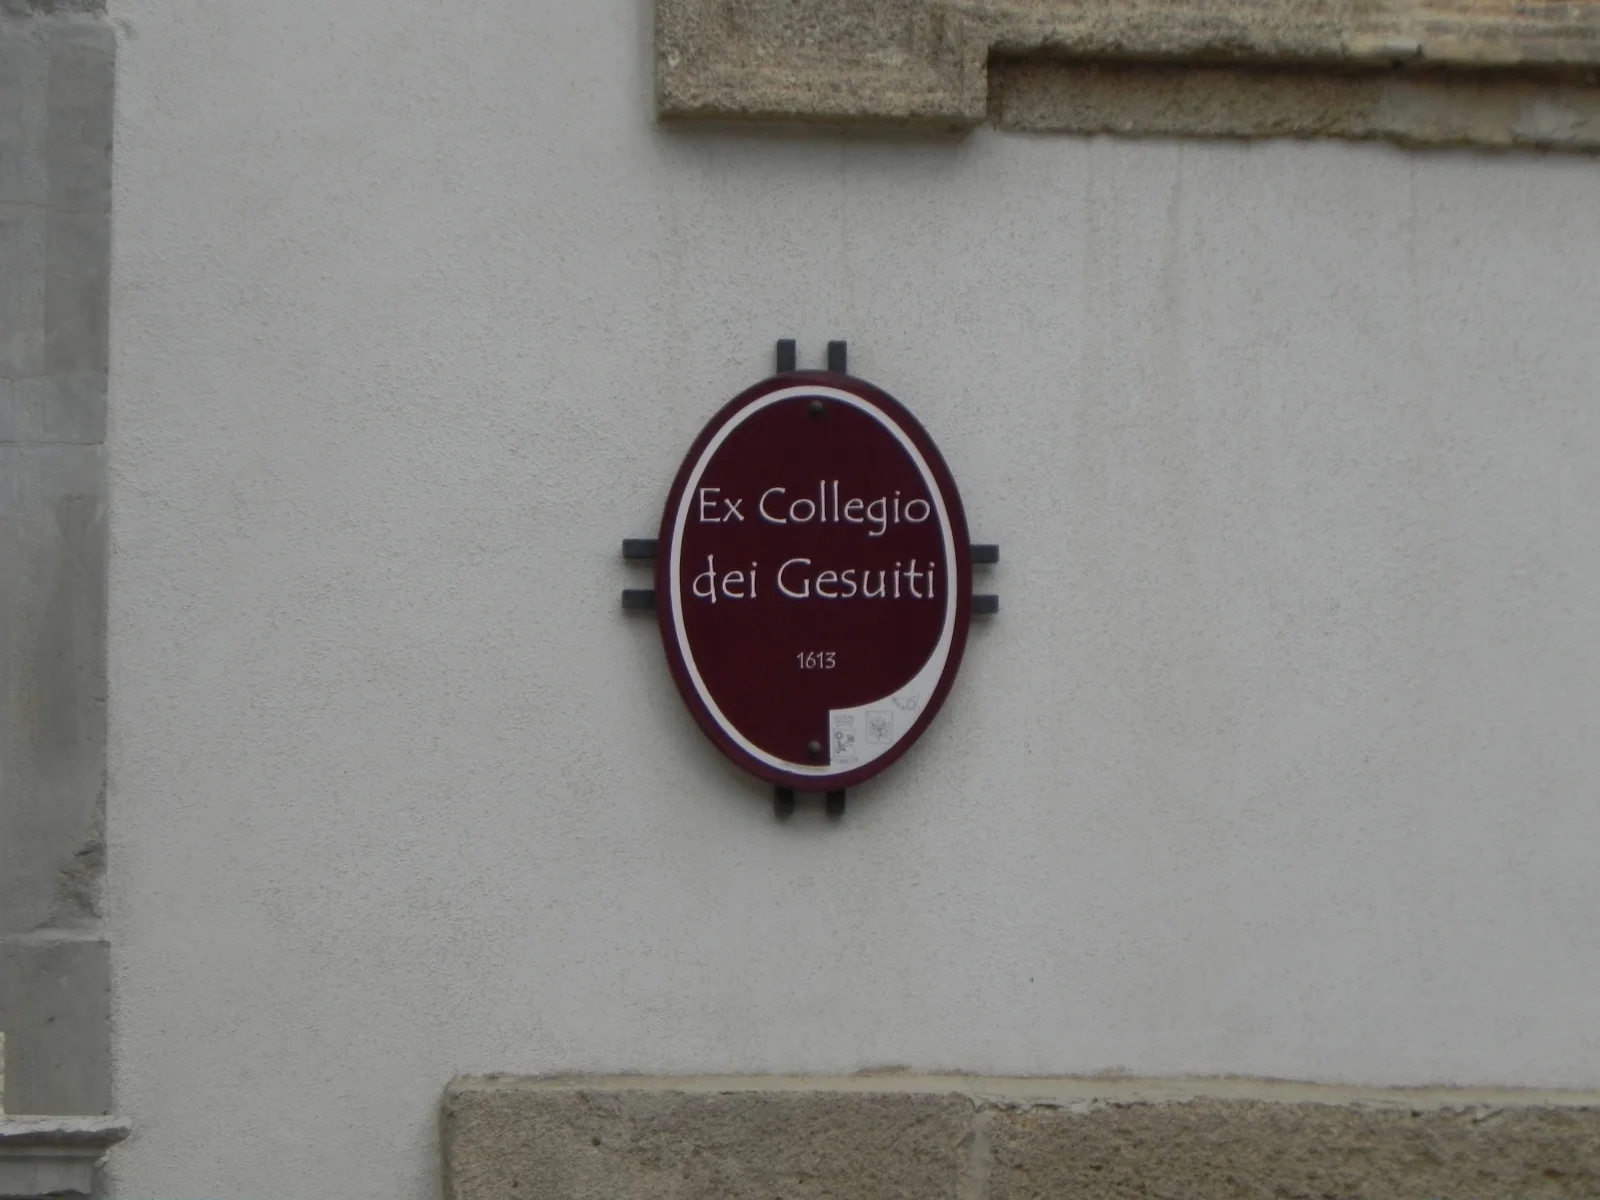 Ex Collegio
dei Gesuiti
1613